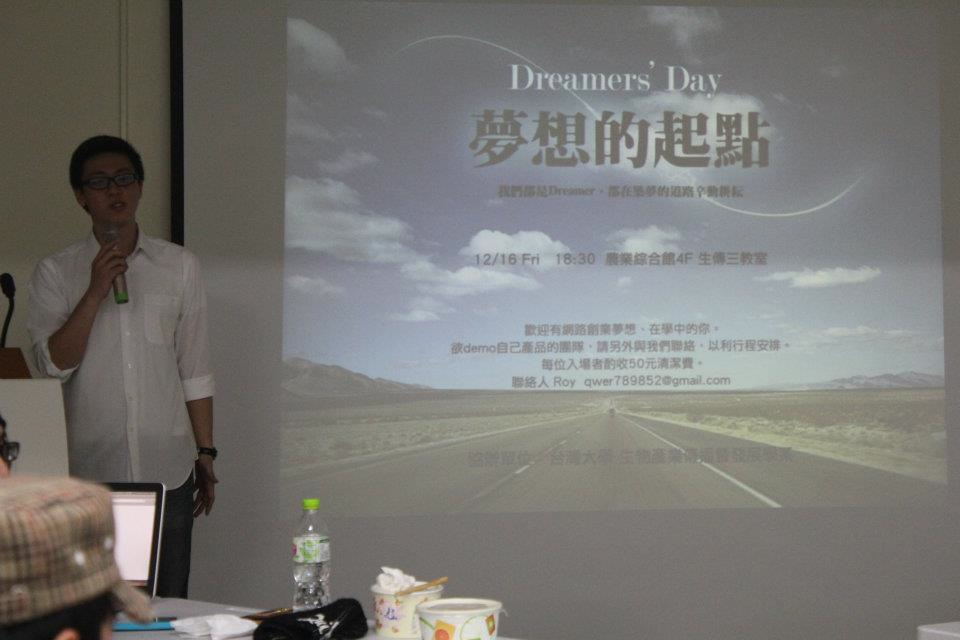 Dreamers' Day
夢想的起點
我們都是Dreamer，都在築夢的道路辛勤耕耘
12/16 Fri 18:30 農業綜合館4F 生傳三教室
歡迎有網路創業夢想、在學中的你。
欲demo自己產品的團隊，請另外與我們聯絡，以利行程安排。
每位入場者酌收50元清潔費。
聯絡人 Roy qwer789852@gmail.com
協辦單位：台灣大學 生物產業傳播暨發展學系